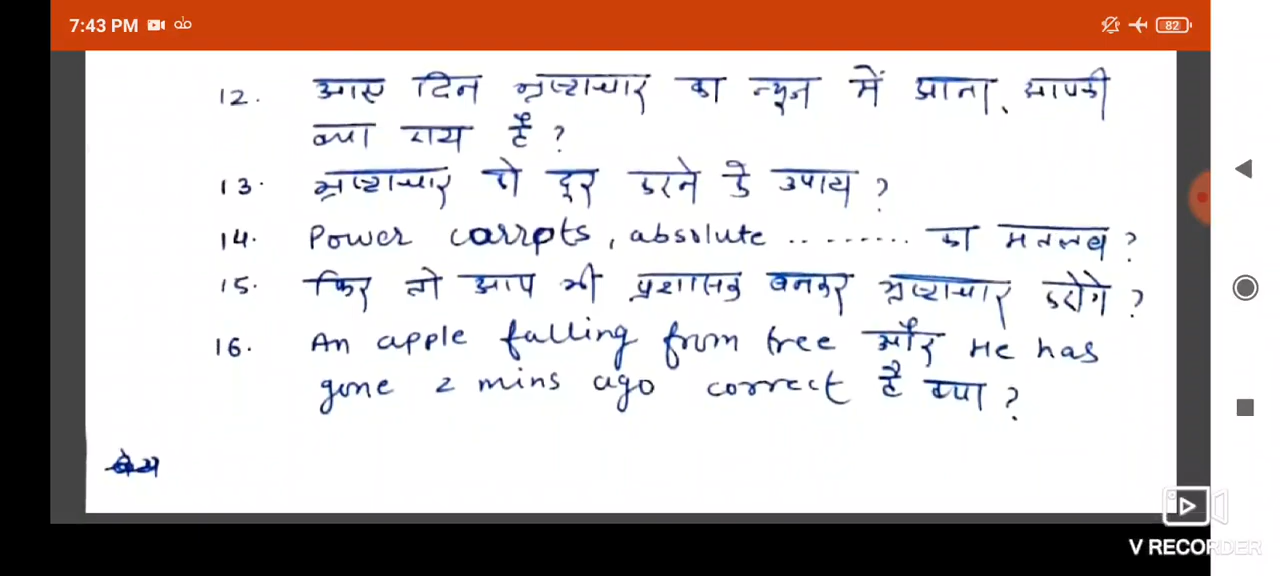 7:43 PM
82
12. आए दिन भ्रष्टाचार का न्यूज में आना, आपकी
क्या राय है ?
13. भ्रष्टाचार को दूर करने के उपाय ?
14. Power carrpts, absolute .......... का मतलब ?
15. फिर तो आप भी प्रशासक बनकर भ्रष्टाचार करोगे ?
16. An apple falling from tree और He has
gone 2 mins ago correct है क्या ?
V RECORDER